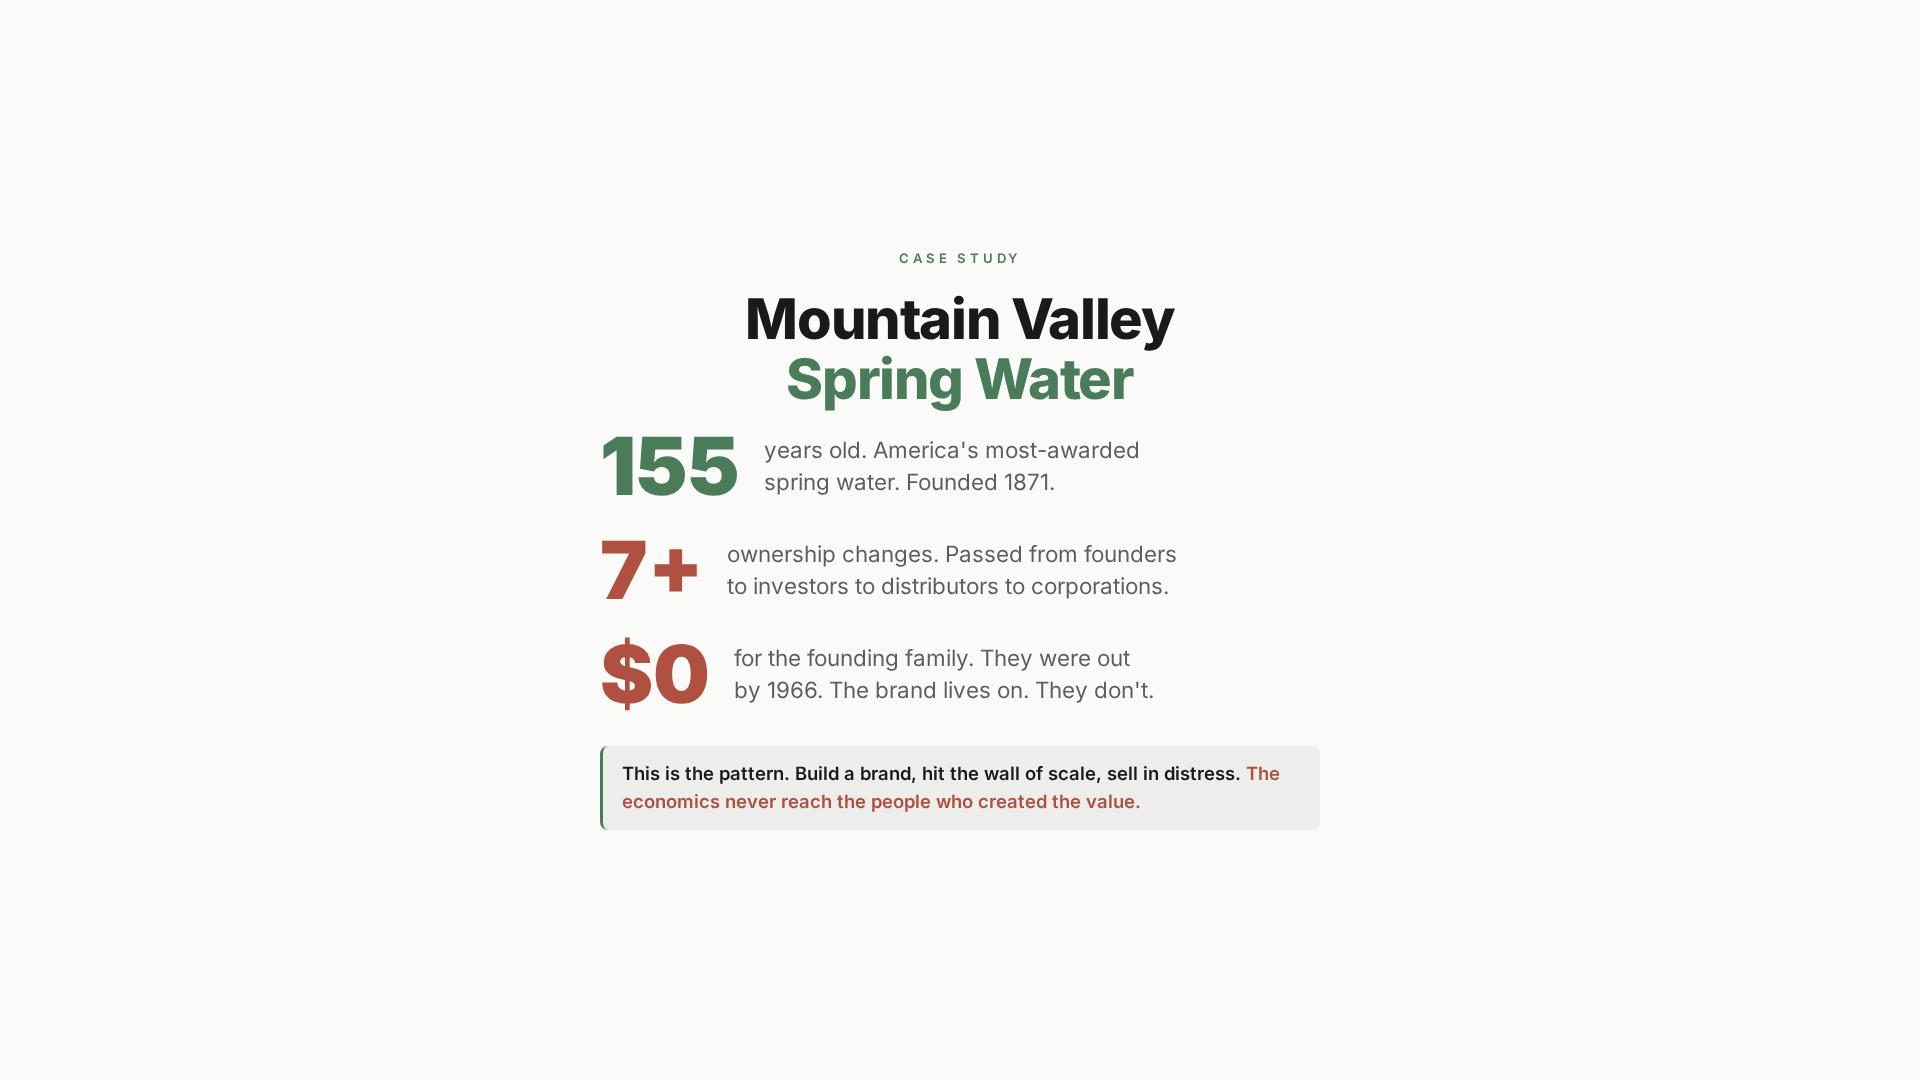 CASE STUDY
Mountain Valley
Spring Water
155
years old. America's most-awarded
spring water. Founded 1871.
7+
ownership changes. Passed from founders
to investors to distributors to corporations.
$0
for the founding family. They were out
by 1966. The brand lives on. They don't.
This is the pattern. Build a brand, hit the wall of scale, sell in distress. The
economics never reach the people who created the value.